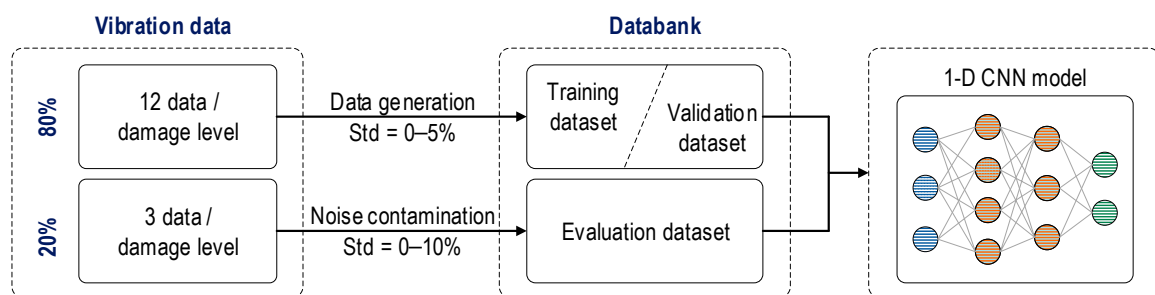 Vibration data
Databank
80%
12 data /
damage level
Data generation
Std = 0–5%
Training
dataset
Validation
dataset
1-D CNN model
20%
3 data /
damage level
Noise contamination
Std = 0–10%
Evaluation dataset